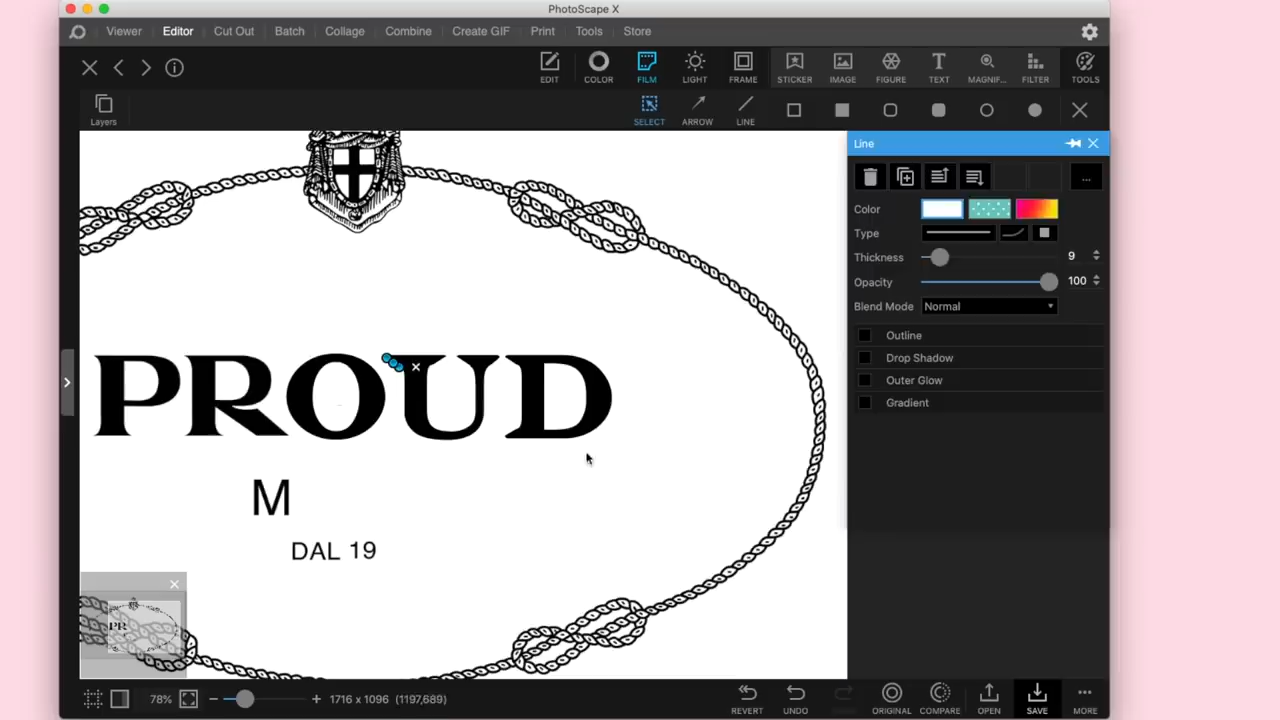 PhotoScape X
Viewer Editor Cut Out Batch Collage Combine Create GIF Print Tools Store
EDIT COLOR FILM LIGHT FRAME STICKER IMAGE FIGURE TEXT MAGNIF... FILTER TOOLS
Layers SELECT ARROW LINE
Line
...
Color
Type
Thickness 9
Opacity 100
Blend Mode Normal
Outline
Drop Shadow
Outer Glow
Gradient
PROUD
M
DAL 19
PR
78% 1716 x 1096 (1197,689) REVERT UNDO ORIGINAL COMPARE OPEN SAVE MORE